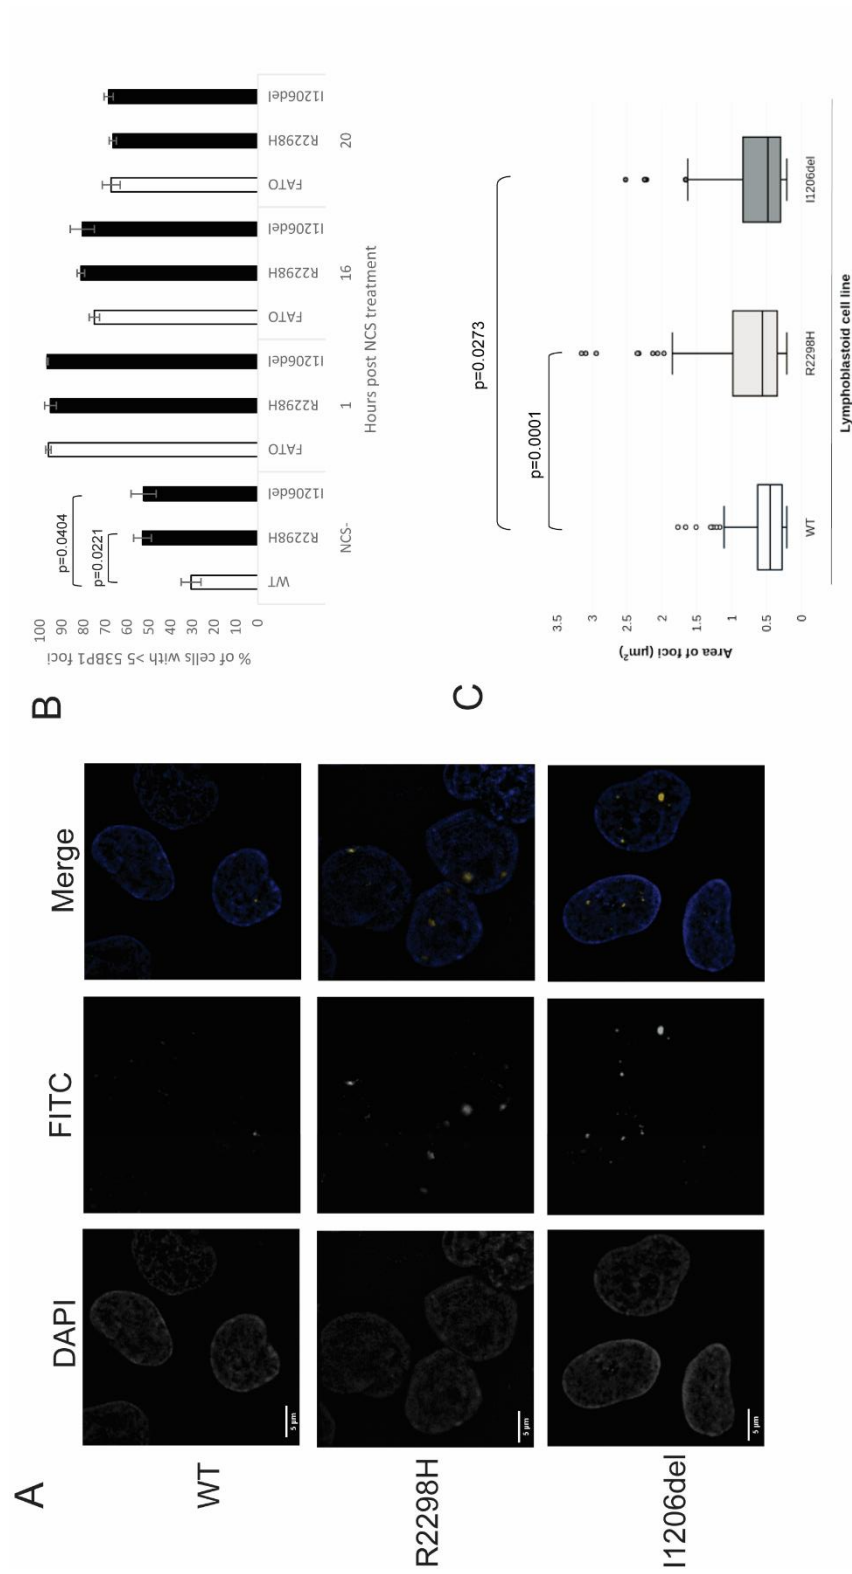 A
DAPI
FITC
Merge
WT
5 µm
R2298H
5 µm
I1206del
5 µm
B
% of cells with >5 53BP1 foci
100
90
80
70
60
50
40
30
20
10
0
p=0.0404
p=0.0221
WT
R2298H
I1206del
FATO
R2298H
I1206del
FATO
R2298H
I1206del
FATO
R2298H
I1206del
NCS-
1
16
20
Hours post NCS treatment
C
Area of foci (µm²)
3.5
3
2.5
2
1.5
1
0.5
0
p=0.0273
p=0.0001
WT
R2298H
I1206del
Lymphoblastoid cell line